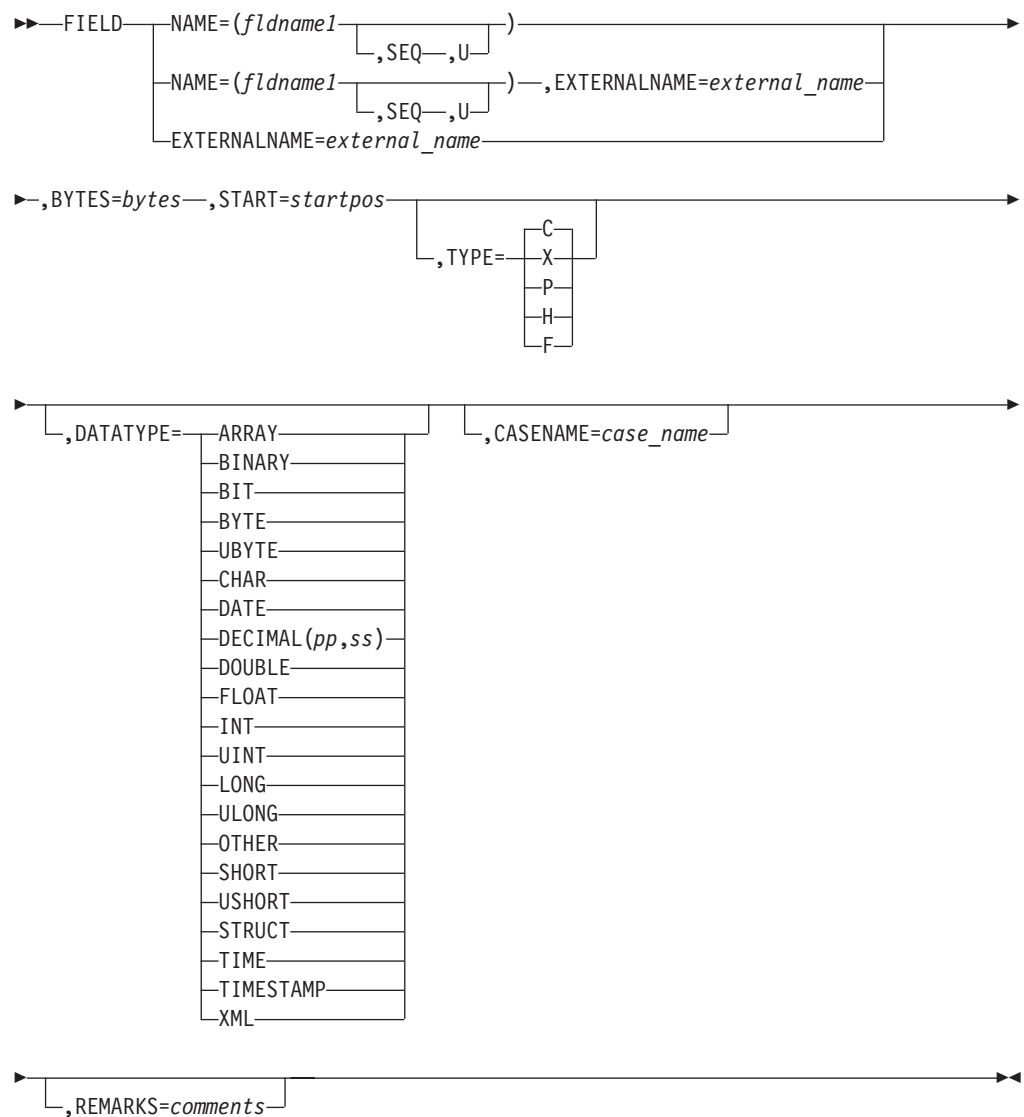 FIELD NAME=(fldname1 )
,SEQ ,U
NAME=(fldname1 ) ,EXTERNALNAME=external_name
,SEQ ,U
EXTERNALNAME=external_name
,BYTES=bytes ,START=startpos
C
,TYPE= X
P
H
F
,DATATYPE= ARRAY ,CASENAME=case_name
BINARY
BIT
BYTE
UBYTE
CHAR
DATE
DECIMAL(pp,ss)
DOUBLE
FLOAT
INT
UINT
LONG
ULONG
OTHER
SHORT
USHORT
STRUCT
TIME
TIMESTAMP
XML
,REMARKS=comments